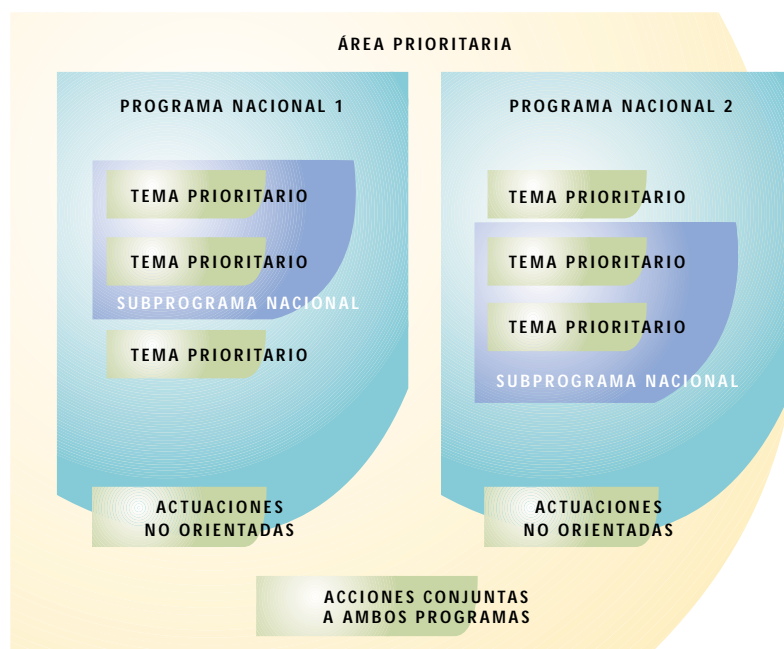 ÁREA PRIORITARIA
PROGRAMA NACIONAL 1
TEMA PRIORITARIO
TEMA PRIORITARIO
SUBPROGRAMA NACIONAL
TEMA PRIORITARIO
ACTUACIONES
NO ORIENTADAS
PROGRAMA NACIONAL 2
TEMA PRIORITARIO
TEMA PRIORITARIO
TEMA PRIORITARIO
SUBPROGRAMA NACIONAL
ACTUACIONES
NO ORIENTADAS
ACCIONES CONJUNTAS
A AMBOS PROGRAMAS